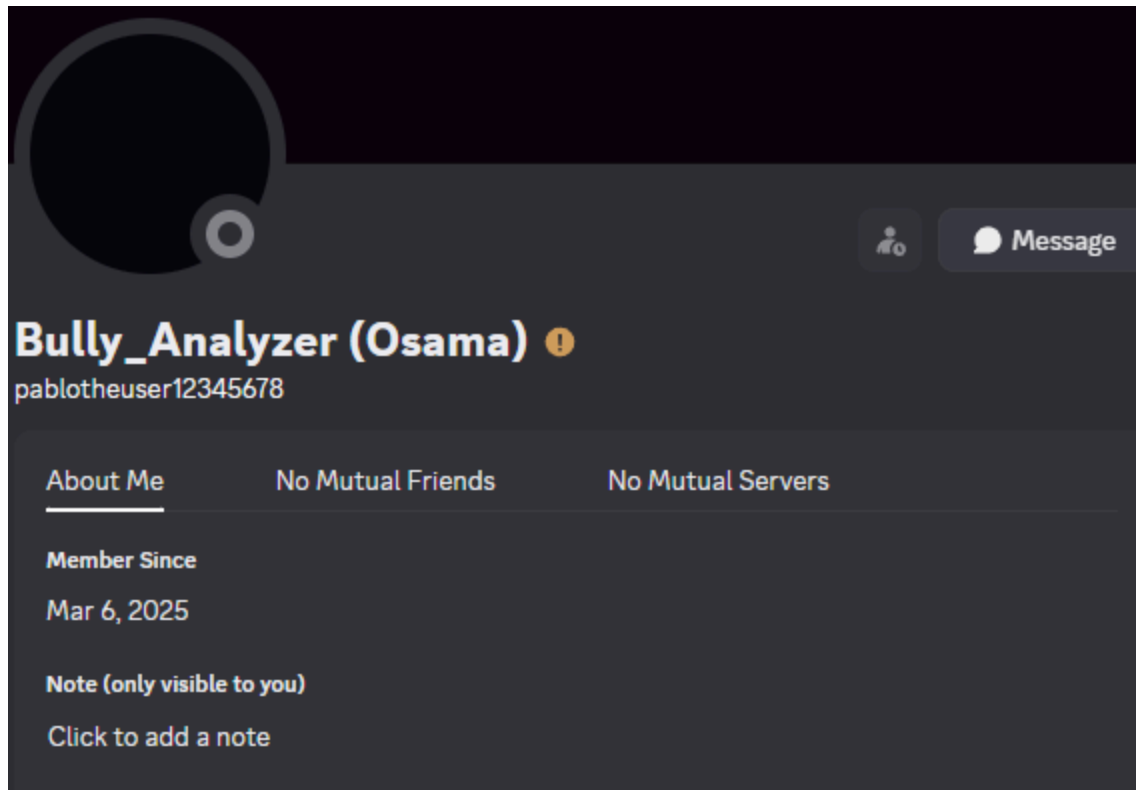 Message
Bully_Analyzer (Osama)
pablotheuser12345678
About Me No Mutual Friends No Mutual Servers
Member Since
Mar 6, 2025
Note (only visible to you)
Click to add a note